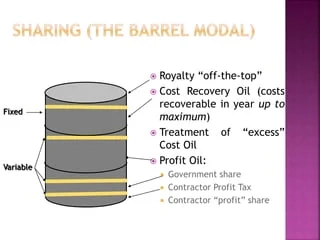 SHARING (THE BARREL MODAL)
Royalty “off-the-top”
Cost Recovery Oil (costs
recoverable in year up to
maximum)
Treatment of “excess”
Cost Oil
Profit Oil:
Government share
Contractor Profit Tax
Contractor “profit” share
Fixed
Variable